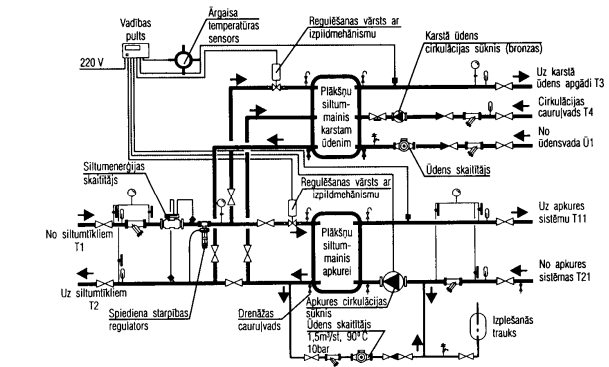 Ārgaisa
temperatūras
sensors
Vadības
pults
220 V
Regulēšanas vārsts ar
izpildmehānismu
Karstā ūdens
cirkulācijas sūknis (bronzas)
Plākšņu
siltum-
mainis
karstam
ūdenim
Uz karstā
ūdens apgādi T3
Cirkulācijas
cauruļvads T4
No
ūdensvada Ū1
Ūdens skaitītājs
Siltumenerģijas
skaitītājs
Regulēšanas vārsts ar
izpildmehānismu
No siltumtīkliem
T1
Plākšņu
siltum-
mainis
apkurei
Uz apkures
sistēmu T11
No apkures
sistēmas T21
Uz siltumtīkliem
T2
Spiediena starpības
regulators
Drenāžas
cauruļvads
Apkures cirkulācijas
sūknis
Ūdens skaitītājs
1,5m³/st, 90°C
10bar
Izplešanās
trauks